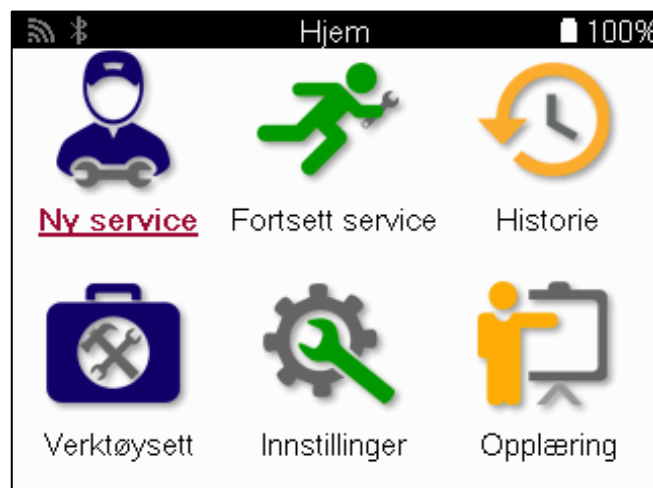 Hjem 100%
Ny service Fortsett service Historie
Verktøysett Innstillinger Opplæring